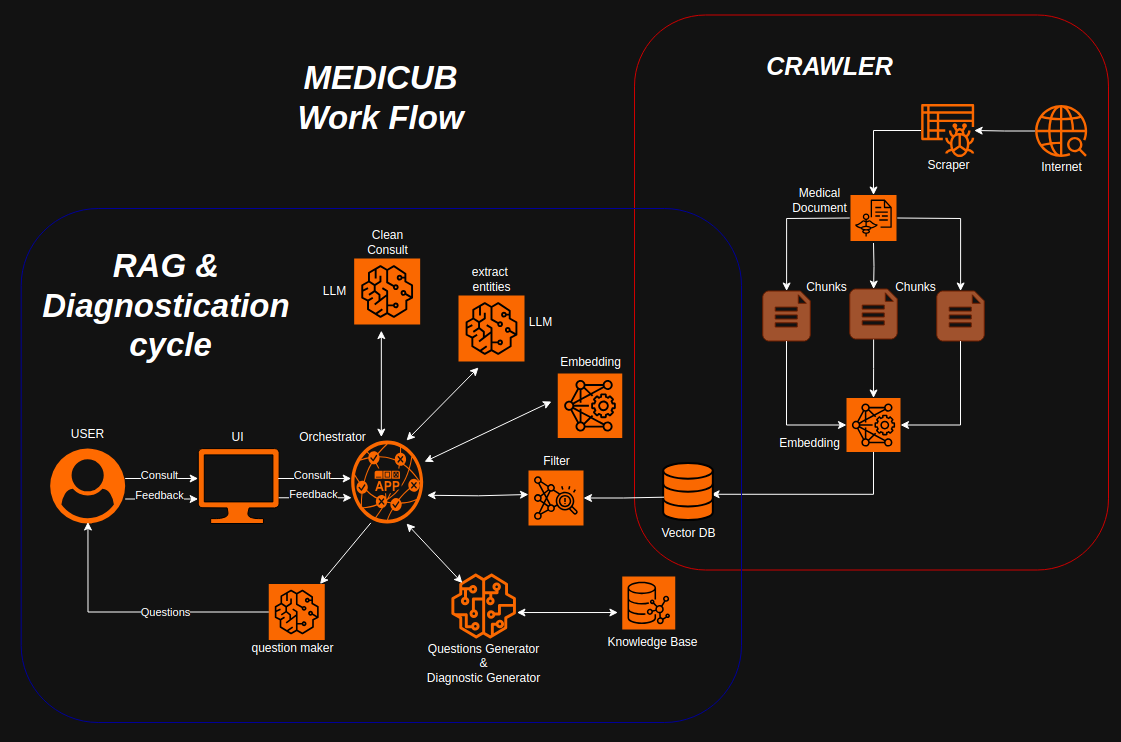 MEDICUB
Work Flow
CRAWLER
Scraper
Internet
Medical
Document
Chunks
Chunks
Embedding
RAG &
Diagnostication
cycle
Clean
Consult
LLM
extract
entities
LLM
Embedding
USER
UI
Orchestrator
APP
Filter
Consult
Feedback
Consult
Feedback
Vector DB
Questions
question maker
Questions Generator
&
Diagnostic Generator
Knowledge Base